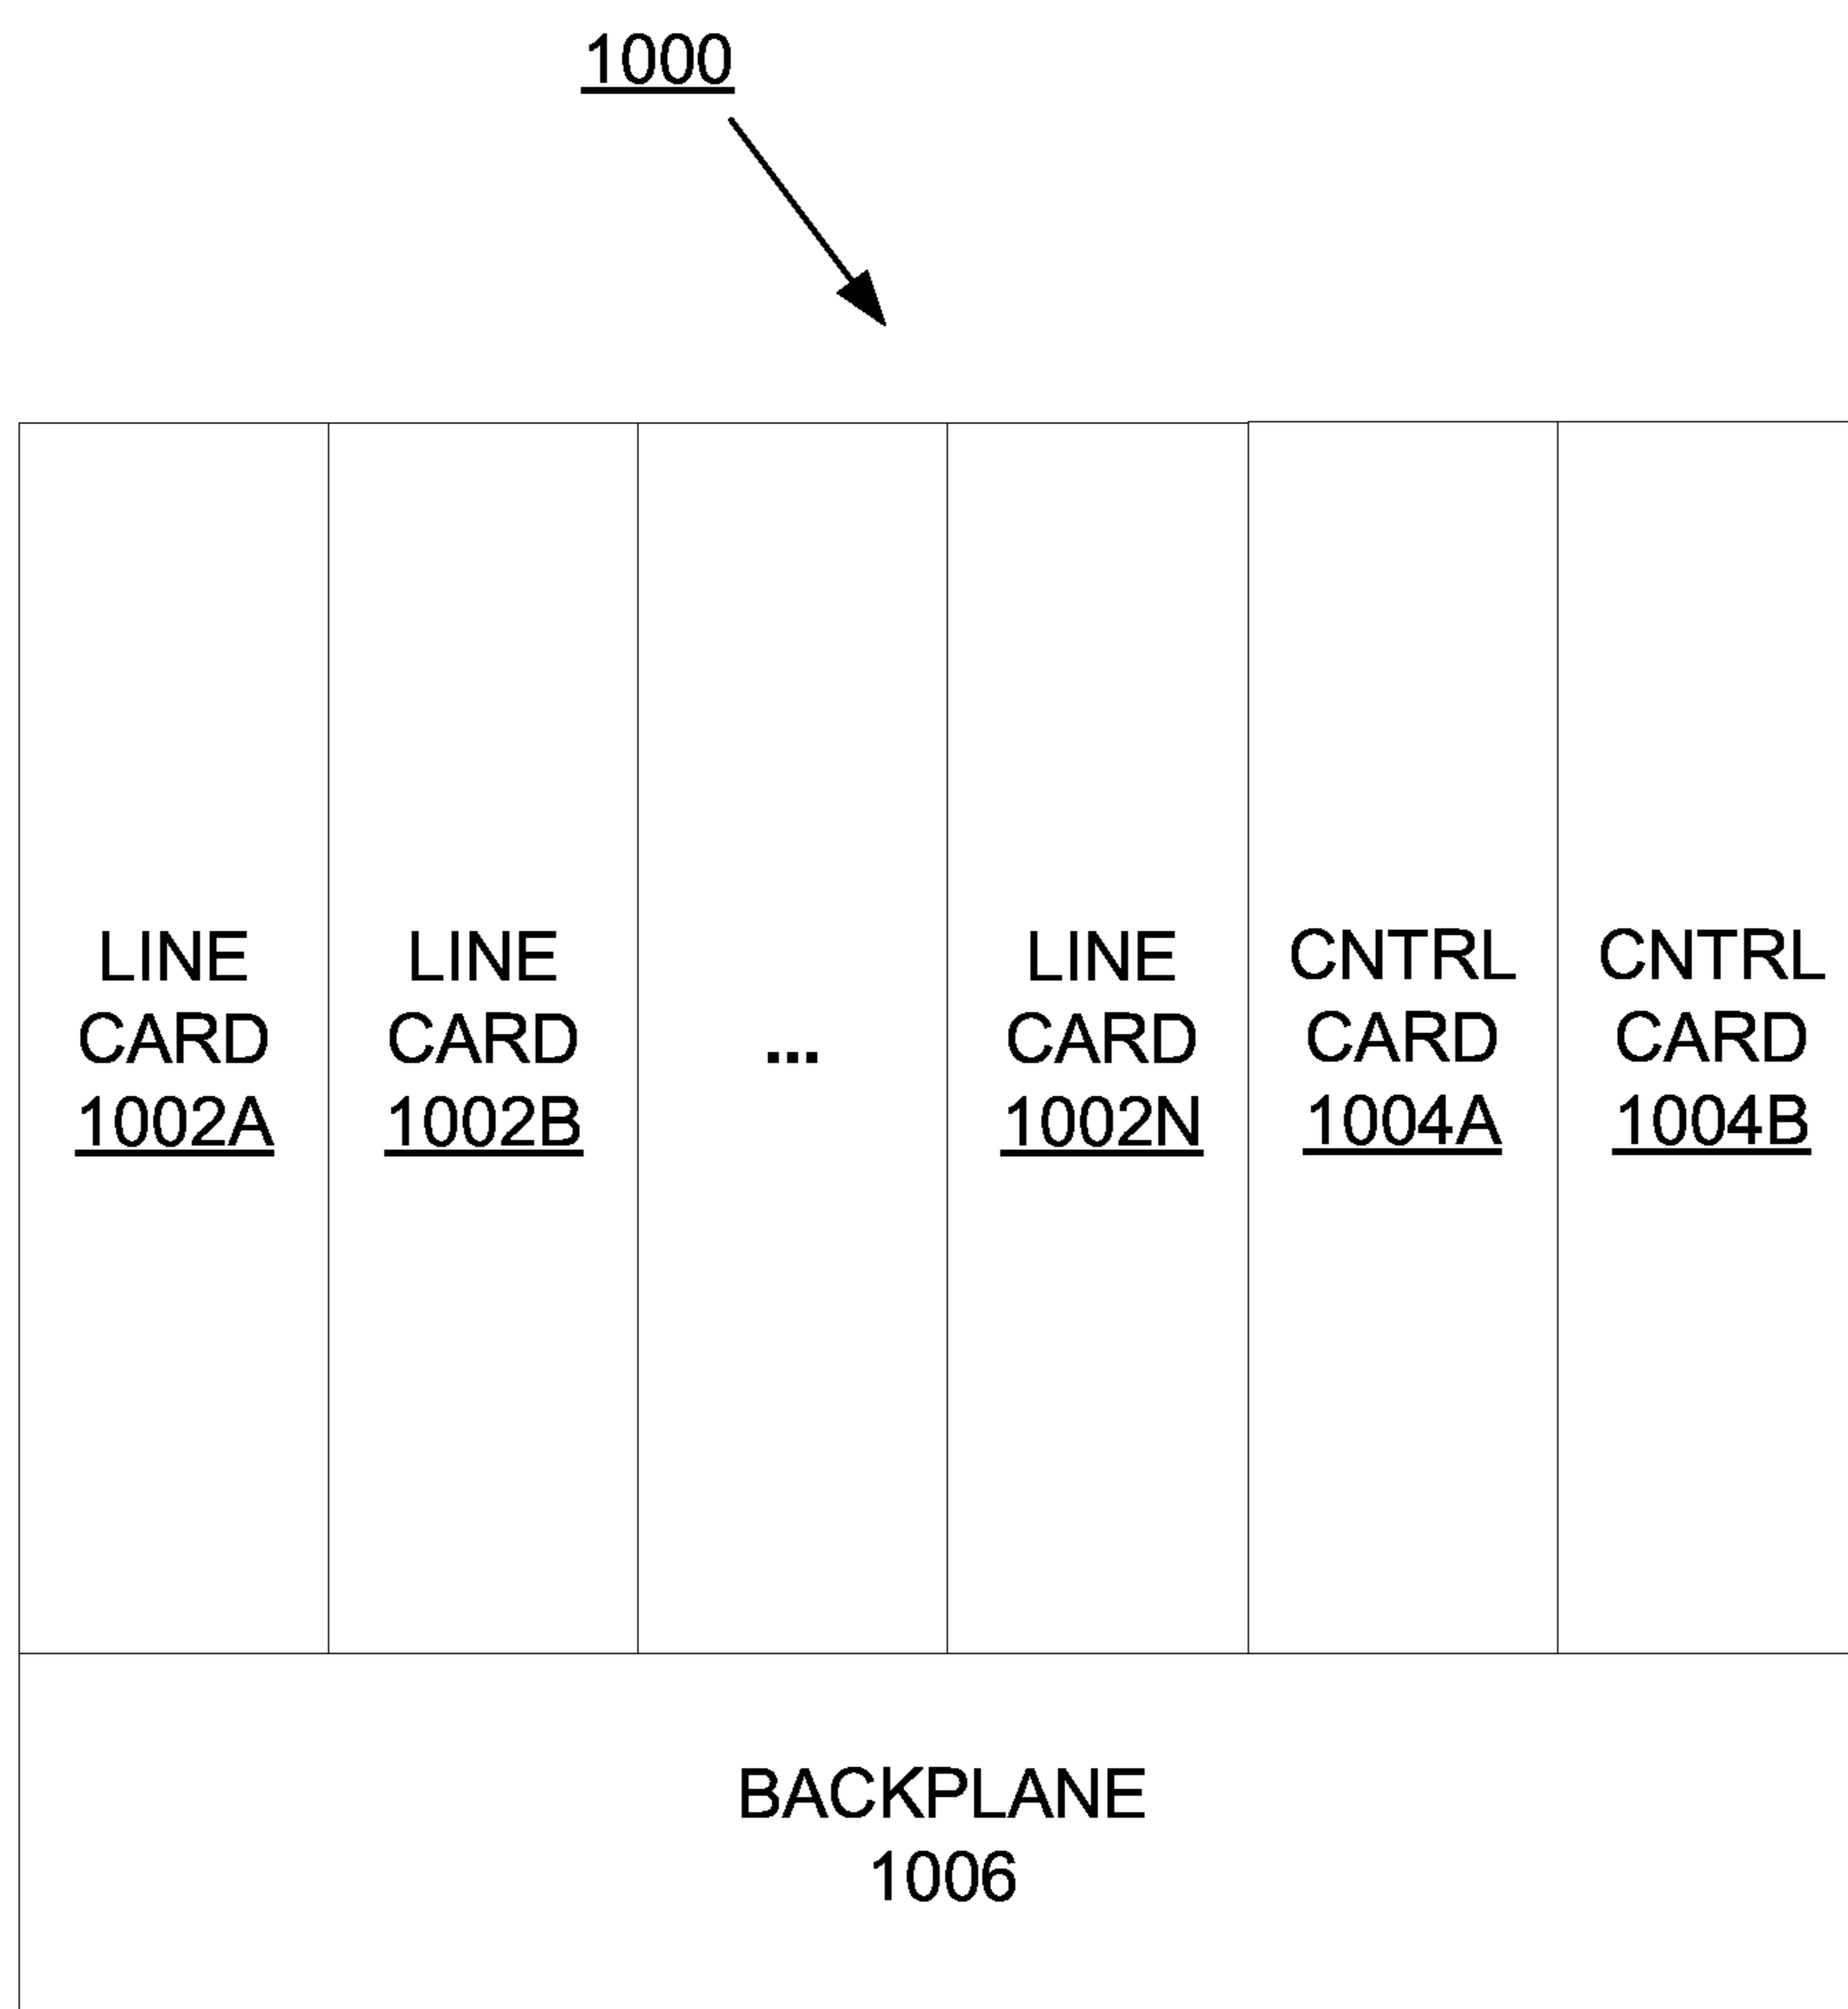 1000
LINE
CARD
1002A
LINE
CARD
1002B
...
LINE
CARD
1002N
CNTRL
CARD
1004A
CNTRL
CARD
1004B
BACKPLANE
1006